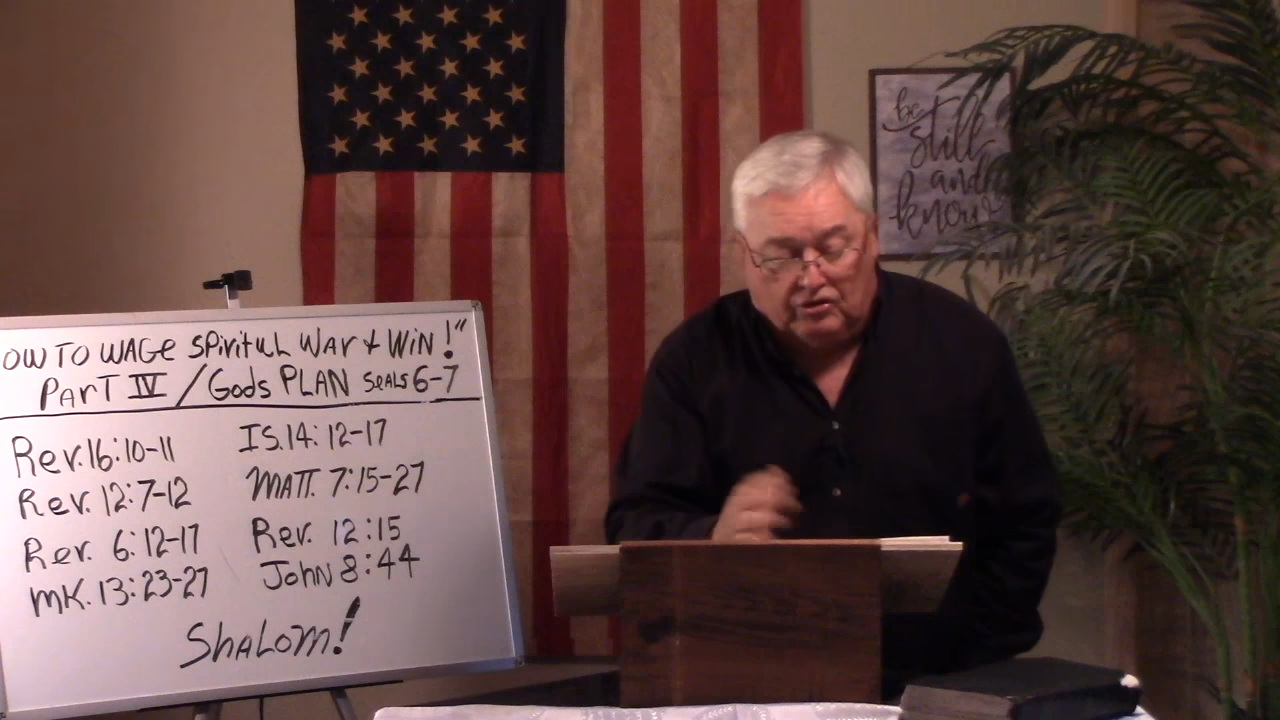 OW TO WAGE SPiRiTUL WAR & WiN!"
PART IV / GODS PLAN SEALS 6-7
Rev.16:10-11
IS.14:12-17
Rev. 12:7-12
MATT. 7:15-27
Rev. 6:12-17
Rev. 12:15
MK. 13:23-27
JOHN 8:44
SHALOM!
be
still
and
know